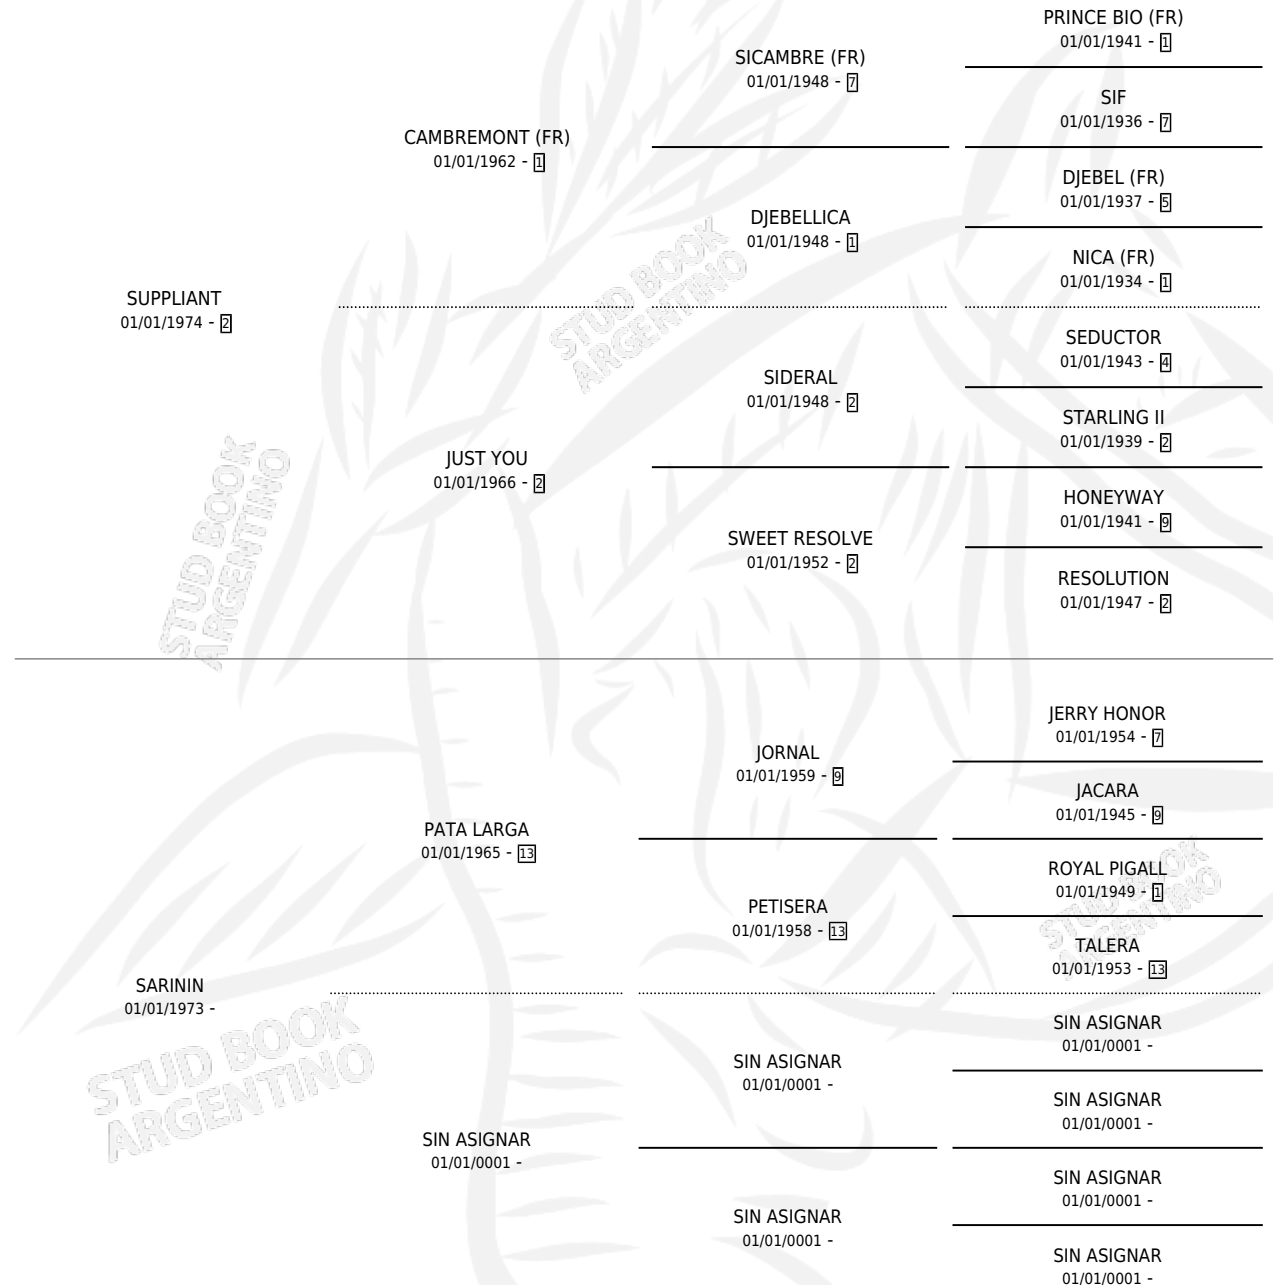 PRINCE BIO (FR)
01/01/1941 - 1
SICAMBRE (FR)
01/01/1948 - 7
SIF
01/01/1936 - 7
CAMBREMONT (FR)
01/01/1962 - 1
DJEBEL (FR)
01/01/1937 - 5
DJEBELLICA
01/01/1948 - 1
NICA (FR)
01/01/1934 - 1
SUPPLIANT
01/01/1974 - 2
SEDUCTOR
01/01/1943 - 4
SIDERAL
01/01/1948 - 2
STARLING II
01/01/1939 - 2
JUST YOU
01/01/1966 - 2
HONEYWAY
01/01/1941 - 9
SWEET RESOLVE
01/01/1952 - 2
RESOLUTION
01/01/1947 - 2
JERRY HONOR
01/01/1954 - 7
JORNAL
01/01/1959 - 9
JACARA
01/01/1945 - 9
PATA LARGA
01/01/1965 - 13
ROYAL PIGALL
01/01/1949 - 1
PETISERA
01/01/1958 - 13
TALERA
01/01/1953 - 13
SARININ
01/01/1973 -
SIN ASIGNAR
01/01/0001 -
SIN ASIGNAR
01/01/0001 -
SIN ASIGNAR
01/01/0001 -
SIN ASIGNAR
01/01/0001 -
SIN ASIGNAR
01/01/0001 -
SIN ASIGNAR
01/01/0001 -
SIN ASIGNAR
01/01/0001 -
STUD BOOK
ARGENTINO
STUD BOOK
ARGENTINO
STUD BOOK
ARGENTINO
STUD BOOK
ARGENTINO